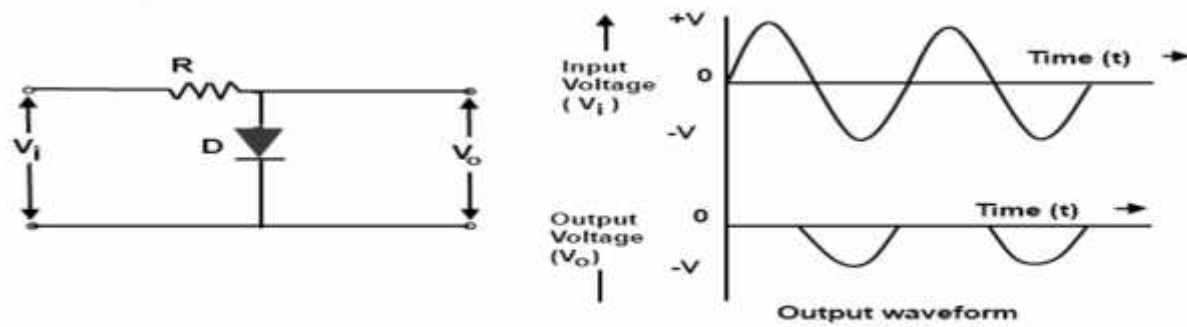 R
D
Vi
Vo
Input
Voltage
( Vi )
+V
0
-V
Time (t)
Output
Voltage
(Vo)
0
-V
Time (t)
Output waveform